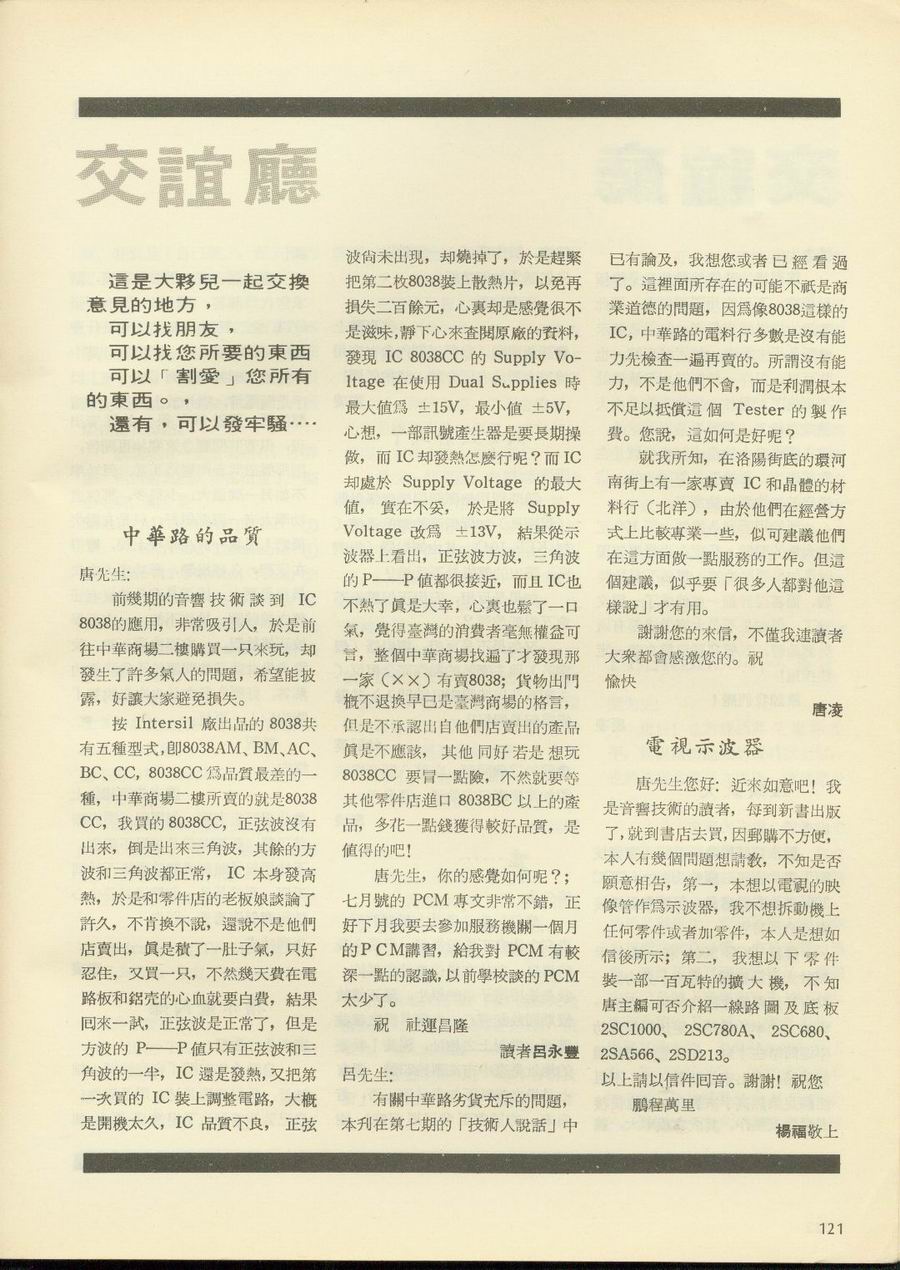 交誼廳
這是大夥兒一起交換
意見的地方，
可以找朋友，
可以找您所要的東西
可以「割愛」您所有
的東西。，
還有，可以發牢騷‧‧‧‧
中華路的品質
唐先生:
前幾期的音響技術談到 IC
8038的應用，非常吸引人，於是前
往中華商場二樓購買一只來玩，却
發生了許多氣人的問題，希望能披
露，好讓大家避免損失。
按 Intersil 廠出品的 8038共
有五種型式，卽8038AM、BM、AC、
BC、CC，8038CC 爲品質最差的一
種，中華商場二樓所賣的就是8038
CC，我買的 8038CC，正弦波沒有
出來，倒是出來三角波，其餘的方
波和三角波都正常， IC 本身發高
熱，於是和零件店的老板娘談論了
許久，不肯換不說，還說不是他們
店賣出，眞是積了一肚子氣，只好
忍住，又買一只，不然幾天費在電
路板和鋁壳的心血就要白費，結果
囘來一試，正弦波是正常了，但是
方波的 P——P 值只有正弦波和三
角波的一半，IC 還是發熱，又把第
一次買的 IC 裝上調整電路，大概
是開機太久，IC 品質不良， 正弦
波尙未出現，却燒掉了，於是趕緊
把第二枚8038裝上散熱片，以免再
損失二百餘元，心裏却是感覺很不
是滋味，靜下心來查閱原廠的資料，
發現 IC 8038CC 的 Supply Vo-
ltage 在使用 Dual Supplies 時
最大値爲 ±15V，最小値 ±5V，
心想，一部訊號產生器是要長期操
做，而 IC 却發熱怎麽行呢？而 IC
却處於 Supply Voltage 的最大
値， 實在不妥， 於是將 Supply
Voltage 改爲 ±13V， 結果從示
波器上看出，正弦波方波，三角波
的 P——P 値都很接近，而且 IC也
不熱了眞是大幸，心裏也鬆了一口
氣，覺得臺灣的消費者毫無權益可
言，整個中華商場找遍了才發現那
一家（××）有賣8038；貨物出門
概不退換早已是臺灣商場的格言，
但是不承認出自他們店賣出的產品
眞是不應該， 其他同好若是想玩
8038CC 要冒一點險，不然就要等
其他零件店進口 8038BC 以上的產
品，多花一點錢獲得較好品質，是
値得的吧！
唐先生，你的感覺如何呢？；
七月號的 PCM 專文非常不錯，正
好下月我要去參加服務機關一個月
的PCM講習，給我對 PCM 有較
深一點的認識，以前學校談的 PCM
太少了。
祝 社運昌隆
讀者呂永豐
呂先生:
有關中華路劣貨充斥的問題，
本刋在第七期的「技術人說話」中
已有論及，我想您或者已經看過
了。這裡面所存在的可能不祇是商
業道德的問題，因爲像8038這樣的
IC，中華路的電料行多數是沒有能
力先檢查一遍再賣的。所謂沒有能
力，不是他們不會，而是利潤根本
不足以抵償這個 Tester 的製作
費。您說，這如何是好呢？
就我所知，在洛陽街底的環河
南街上有一家專賣 IC 和晶體的材
料行（北洋），由於他們在經營方
式上比較專業一些，似可建議他們
在這方面做一點服務的工作。但這
個建議，似乎要「很多人都對他這
樣說」才有用。
謝謝您的來信，不僅我連讀者
大衆都會感激您的。祝
愉快
唐凌
電視示波器
唐先生您好：近來如意吧！我
是音響技術的讀者，每到新書出版
了，就到書店去買，因郵購不方便，
本人有幾個問題想請教，不知是否
願意相告，第一，本想以電視的映
像管作爲示波器，我不想拆動機上
任何零件或者加零件，本人是想如
信後所示；第二， 我想以下零件
裝一部一百瓦特的擴大機， 不知
唐主編可否介紹一線路圖及底板
2SC1000、 2SC780A、 2SC680、
2SA566、2SD213。
以上請以信件囘音。謝謝！祝您
鵬程萬里
楊福敬上
121